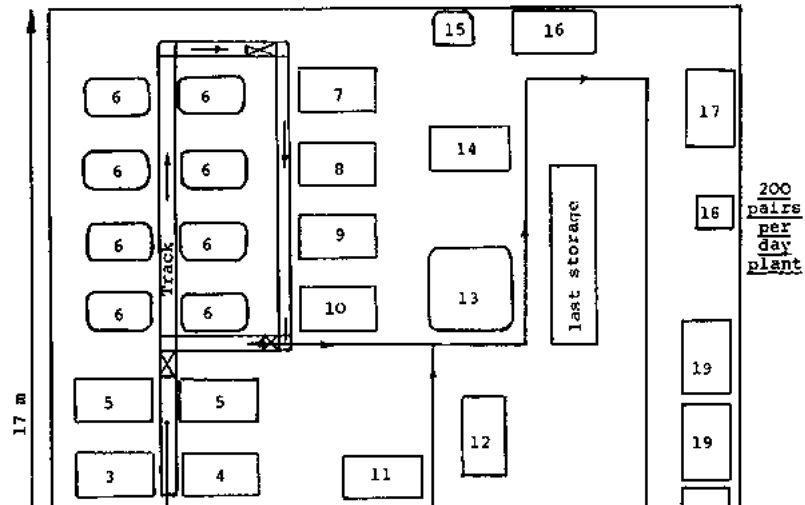 15 16
6 6 7 17
14
6 6 8
200
pairs
per
day
plant
16
6 6 9
Track
last storage
6 6 10 13
19
5 5
17 m
12 19
3 4 11